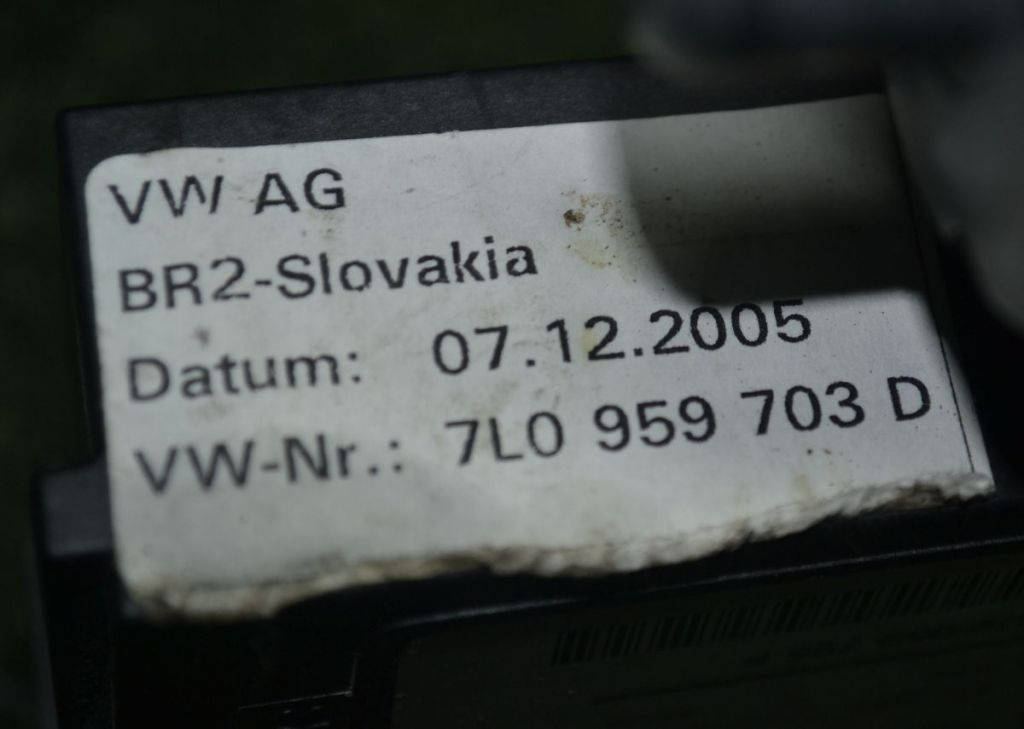 VW AG
BR2-Slovakia
Datum: 07.12.2005
VW-Nr.: 7L0 959 703 D